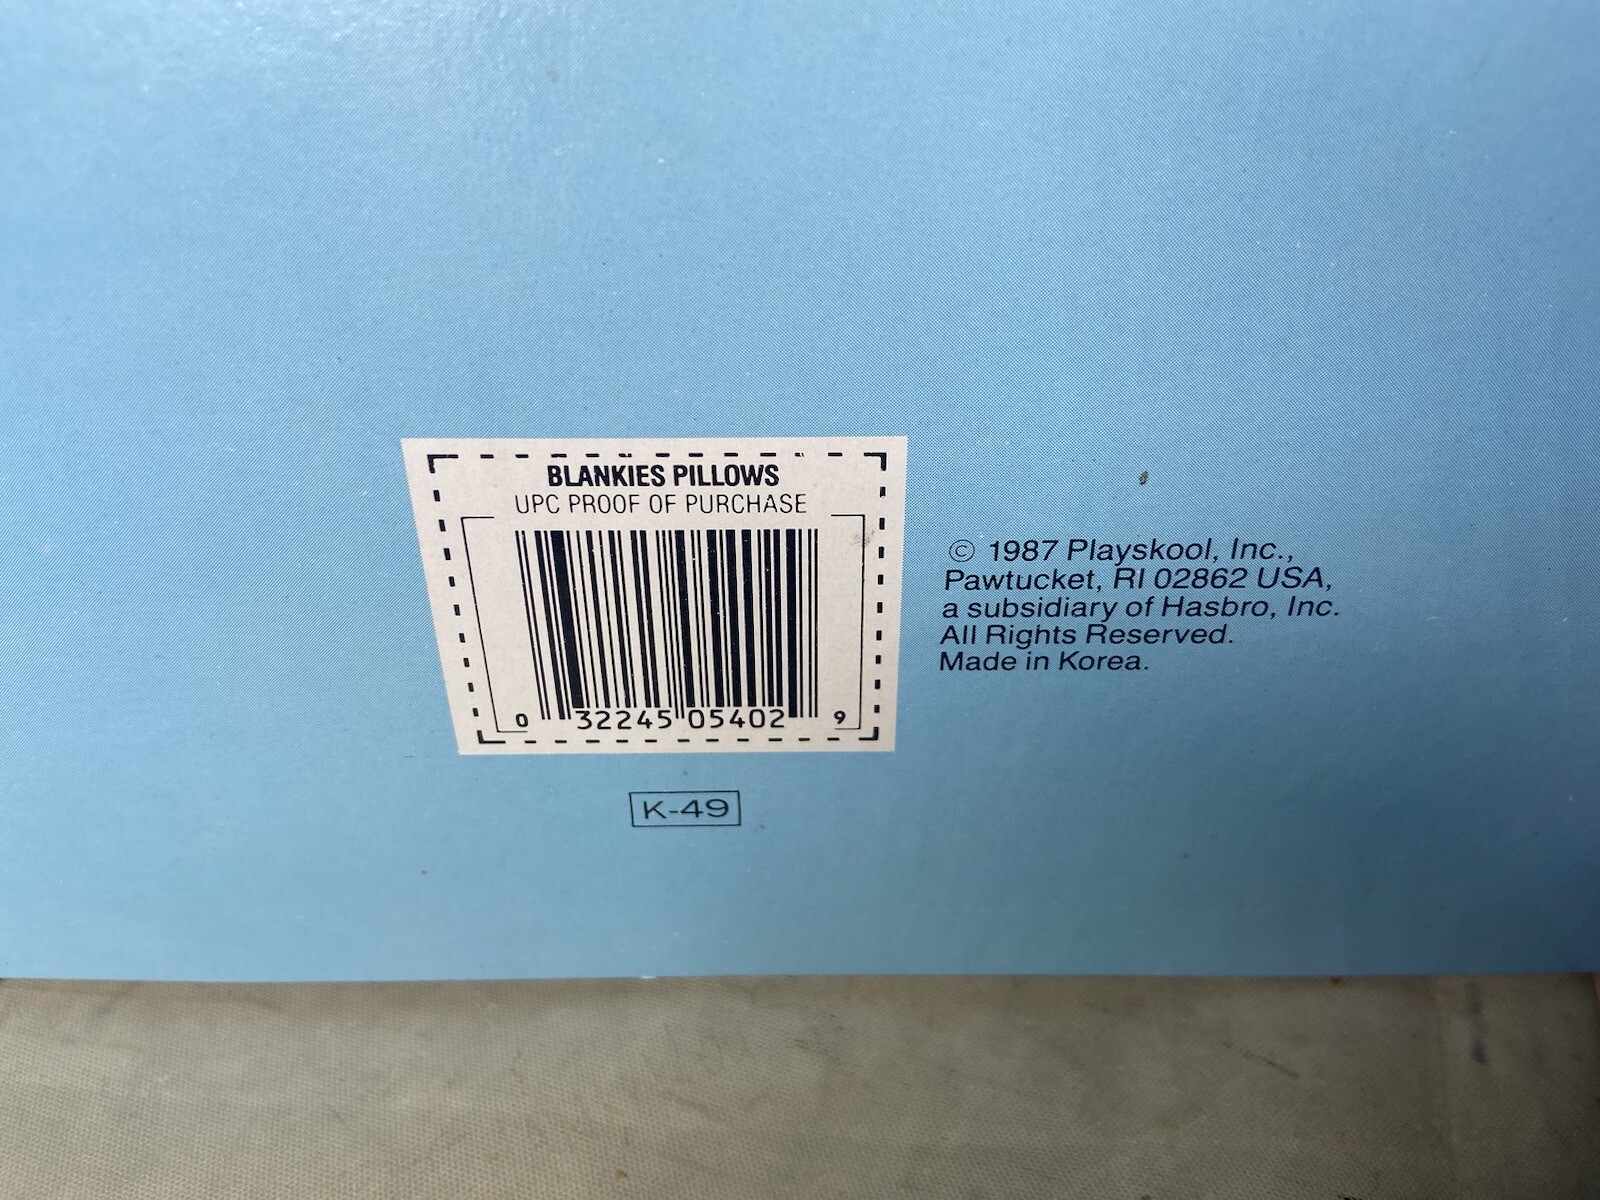 BLANKIES PILLOWS
UPC PROOF OF PURCHASE
0 32245 05402 9
© 1987 Playskool, Inc.,
Pawtucket, RI 02862 USA,
a subsidiary of Hasbro, Inc.
All Rights Reserved.
Made in Korea.
K-49